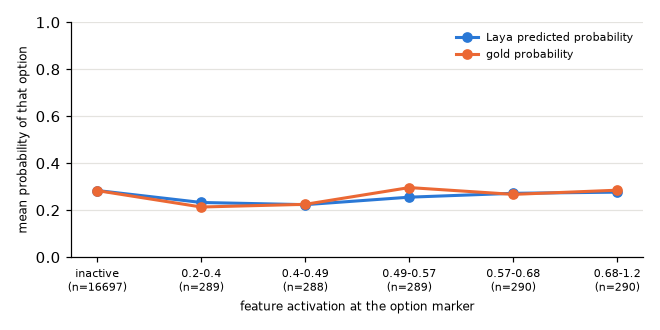 Laya predicted probability
gold probability
mean probability of that option
1.0
0.8
0.6
0.4
0.2
0.0
inactive
(n=16697)
0.2-0.4
(n=289)
0.4-0.49
(n=288)
0.49-0.57
(n=289)
0.57-0.68
(n=290)
0.68-1.2
(n=290)
feature activation at the option marker